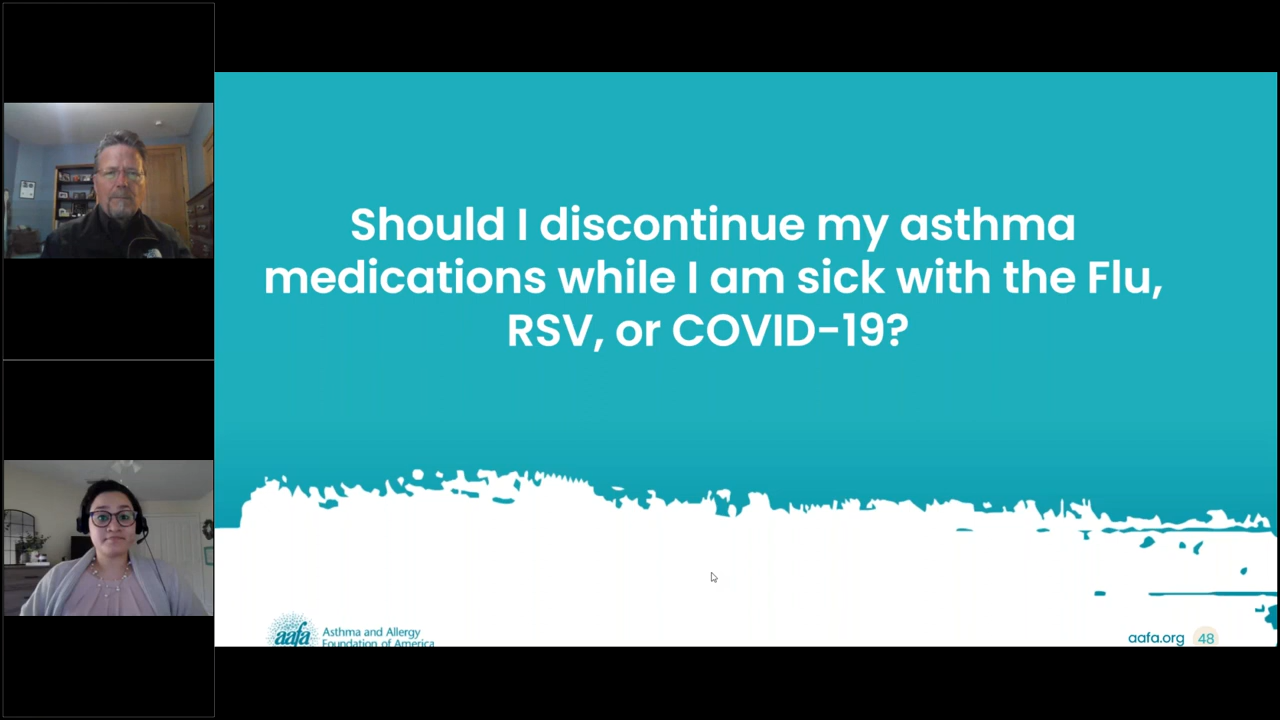 Should I discontinue my asthma
medications while I am sick with the Flu,
RSV, or COVID-19?
aafa
Asthma and Allergy
Foundation of America
aafa.org 48